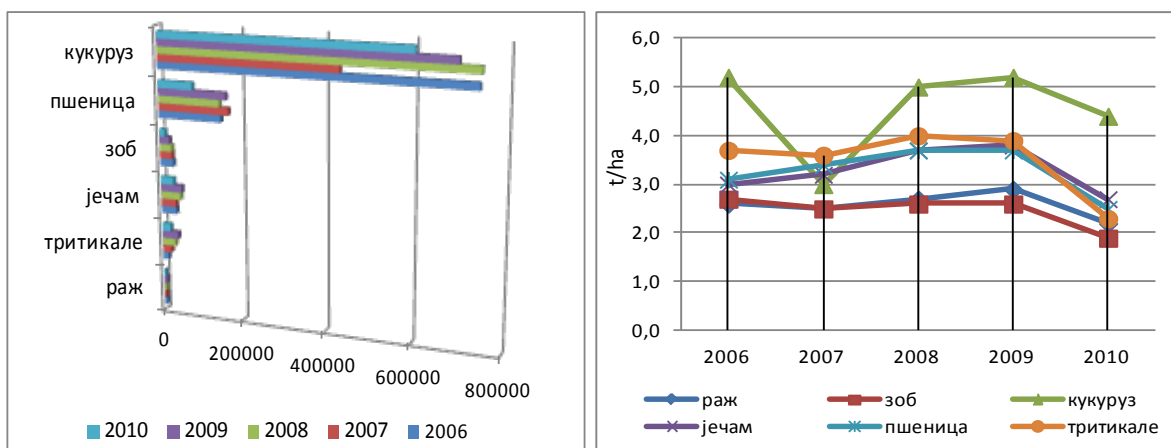 кукуруз
пшеница
зоб
јечам
тритикале
раж
0
200000
400000
600000
800000
2010 2009 2008 2007 2006
t/ha
6,0
5,0
4,0
3,0
2,0
1,0
0,0
2006 2007 2008 2009 2010
раж зоб кукуруз
јечам пшеница тритикале